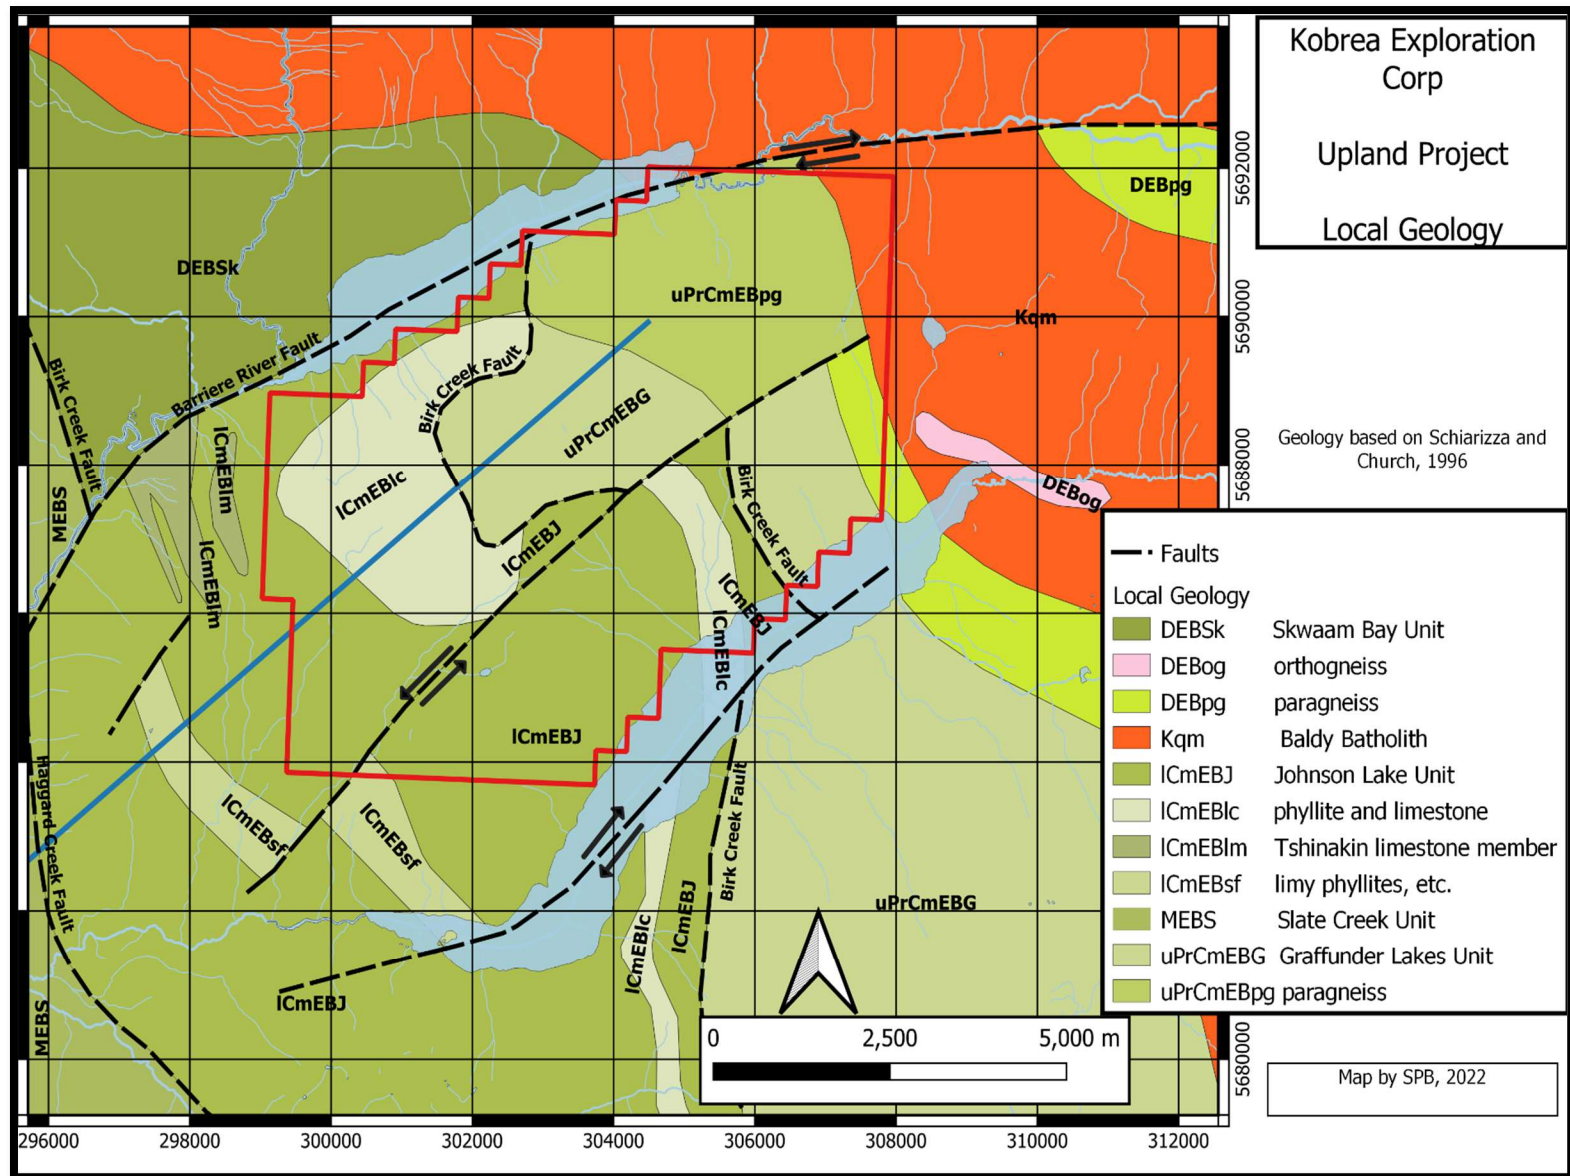 Kobrea Exploration
Corp
Upland Project
Local Geology
Geology based on Schiarizza and
Church, 1996
DEBSk
DEBpg
uPrCmEBpg
Kqm
Barriere River Fault
Birk Creek Fault
Birk Creek Fault
uPrCmEBG
lCmEBlm
lCmEBlc
MEBS
lCmEBJ
Birk Creek Fault
DEBog
lCmEBlm
lCmEBJ
lCmEBlc
lCmEBJ
Haggard Creek Fault
lCmEBsf
lCmEBsf
Birk Creek Fault
uPrCmEBG
lCmEBlc
lCmEBJ
lCmEBJ
MEBS
Faults
Local Geology
DEBSk Skwaam Bay Unit
DEBog orthogneiss
DEBpg paragneiss
Kqm Baldy Batholith
lCmEBJ Johnson Lake Unit
lCmEBlc phyllite and limestone
lCmEBlm Tshinakin limestone member
lCmEBsf limy phyllites, etc.
MEBS Slate Creek Unit
uPrCmEBG Graffunder Lakes Unit
uPrCmEBpg paragneiss
0 2,500 5,000 m
Map by SPB, 2022
5692000
5690000
5688000
5680000
296000 298000 300000 302000 304000 306000 308000 310000 312000